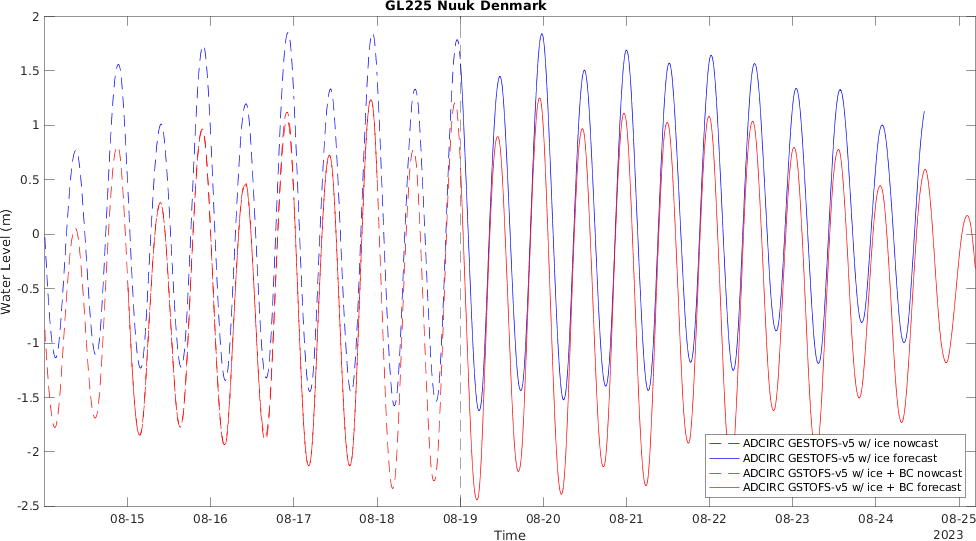 GL225 Nuuk Denmark
2
1.5
1
0.5
0
-0.5
-1
-1.5
-2
-2.5
Water Level (m)
ADCIRC GESTOFS-v5 w/ ice nowcast
ADCIRC GESTOFS-v5 w/ ice forecast
ADCIRC GSTOFS-v5 w/ ice + BC nowcast
ADCIRC GSTOFS-v5 w/ ice + BC forecast
08-15 08-16 08-17 08-18 08-19 08-20 08-21 08-22 08-23 08-24 08-25
2023
Time